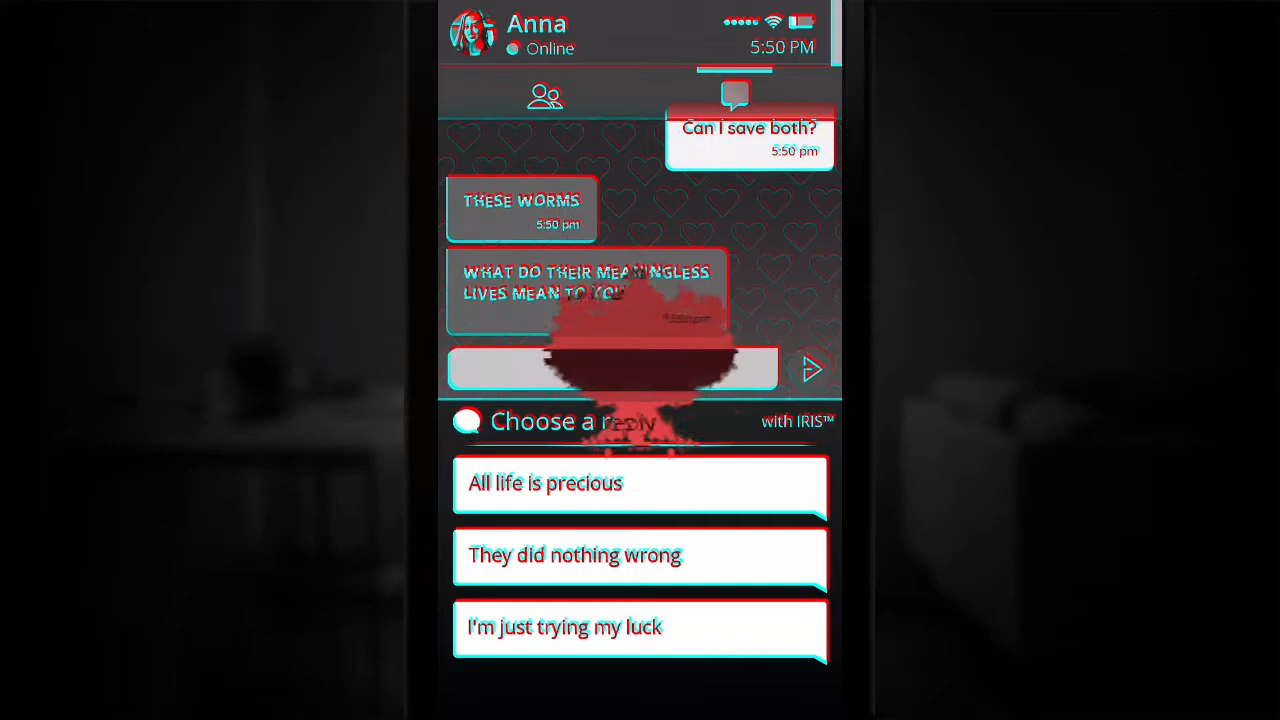 Anna
Online
5:50 PM
Can I save both?
5:50 pm
THESE WORMS
5:50 pm
WHAT DO THEIR MEANINGLESS
LIVES MEAN TO YOU
Choose a reply
with IRIS™
All life is precious
They did nothing wrong
I'm just trying my luck